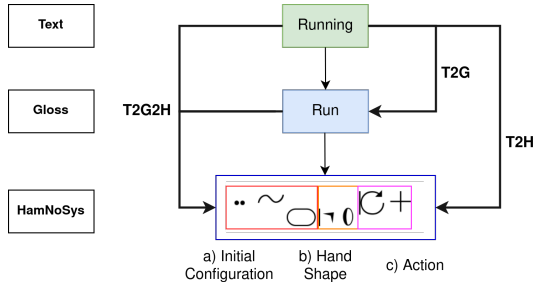 Text
Running
T2G
Gloss
T2G2H
Run
T2H
HamNoSys
a) Initial
Configuration
b) Hand
Shape
c) Action